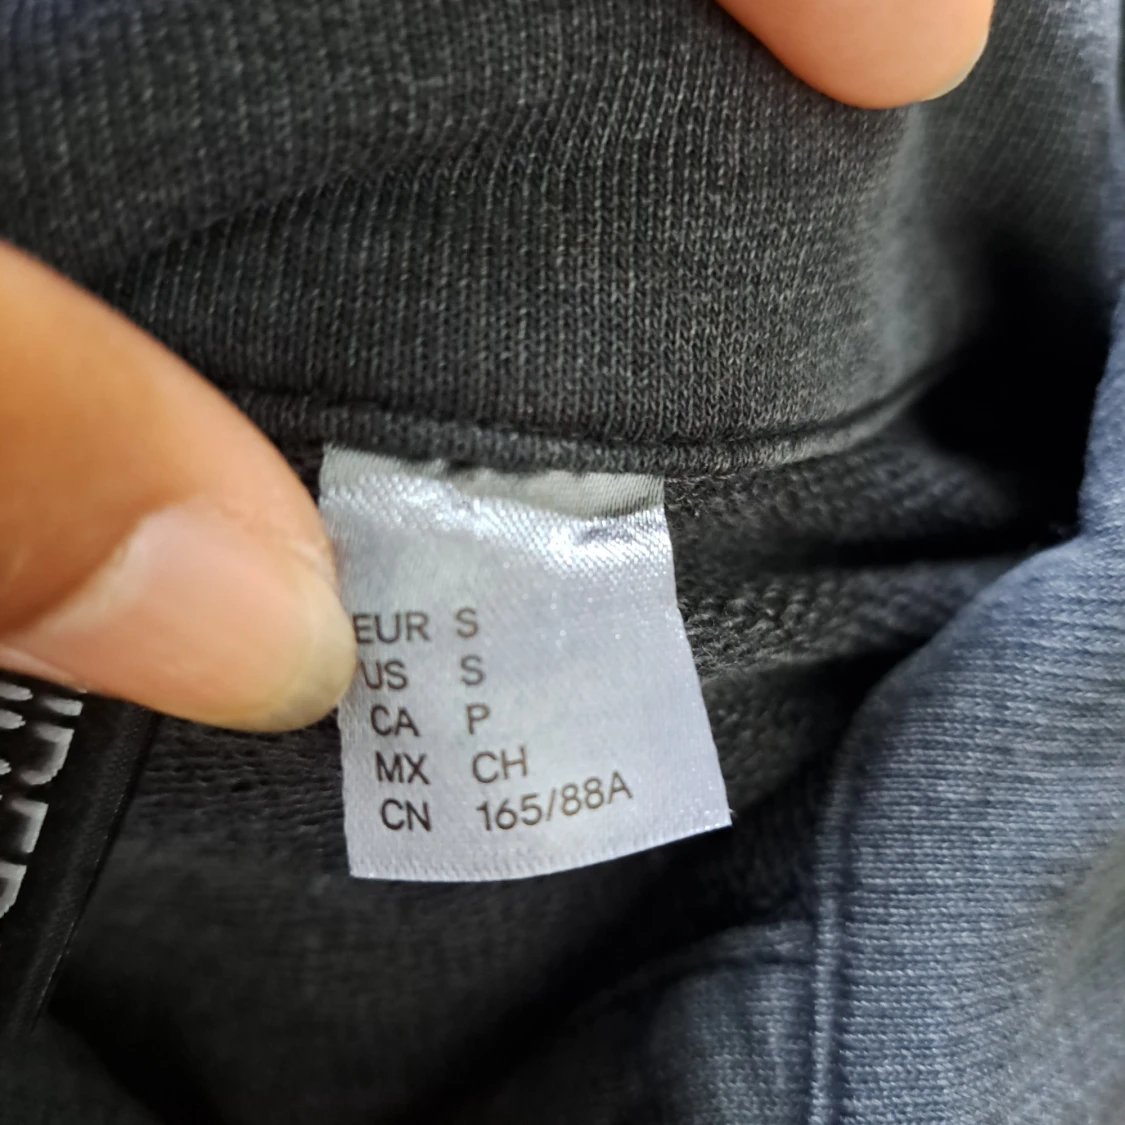 EUR S
US S
CA P
MX CH
CN 165/88A